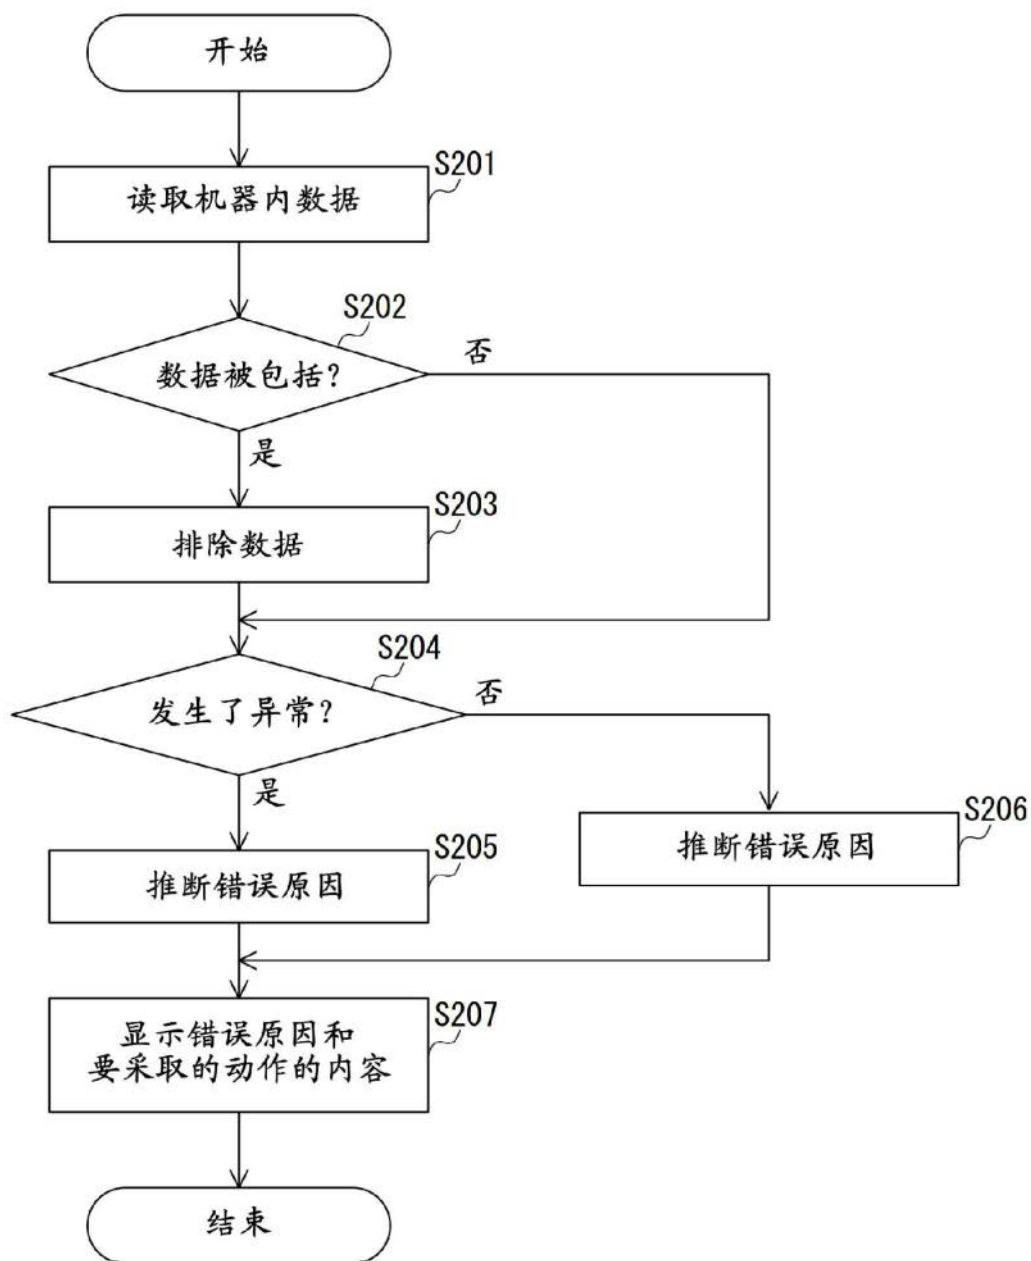 开始
S201
读取机器内数据
S202
数据被包括?
否
是
S203
排除数据
S204
发生了异常?
否
是
S205
推断错误原因
S206
推断错误原因
S207
显示错误原因和
要采取的动作的内容
结束